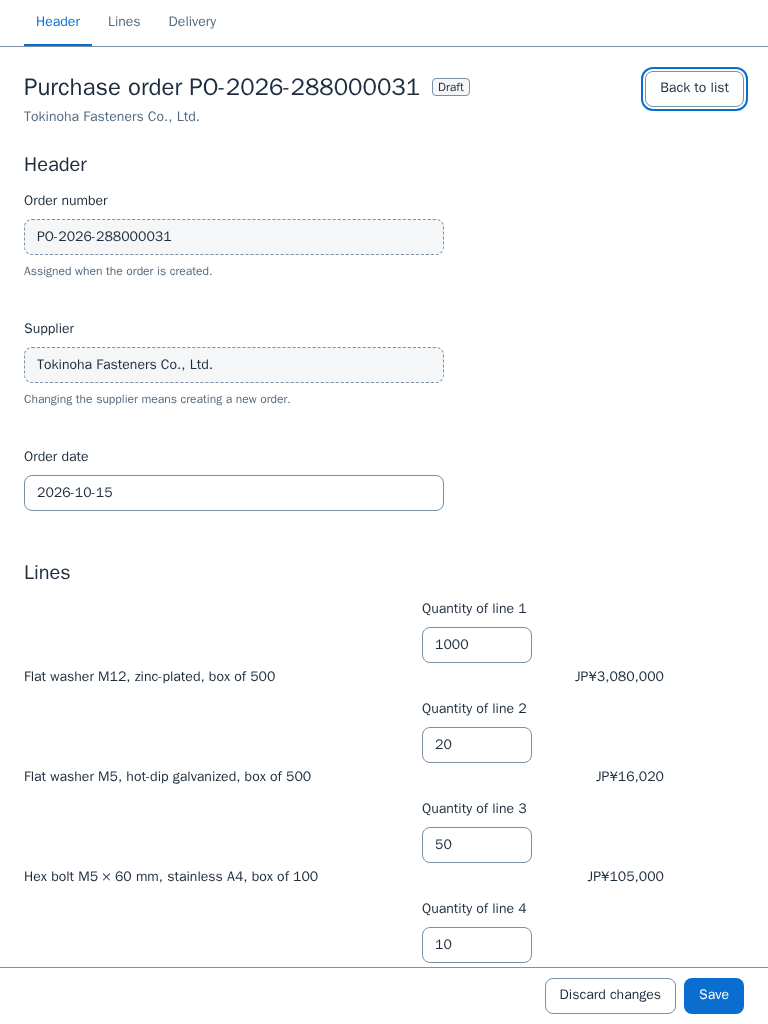 Header Lines Delivery
Purchase order PO-2026-288000031 Draft Back to list
Tokinoha Fasteners Co., Ltd.
Header
Order number
PO-2026-288000031
Assigned when the order is created.
Supplier
Tokinoha Fasteners Co., Ltd.
Changing the supplier means creating a new order.
Order date
2026-10-15
Lines
Quantity of line 1
1000
Flat washer M12, zinc-plated, box of 500 JP¥3,080,000
Quantity of line 2
20
Flat washer M5, hot-dip galvanized, box of 500 JP¥16,020
Quantity of line 3
50
Hex bolt M5 × 60 mm, stainless A4, box of 100 JP¥105,000
Quantity of line 4
10
Discard changes Save